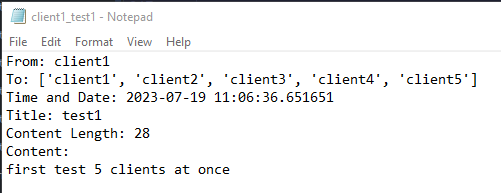 client1_test1 - Notepad
File Edit Format View Help
From: client1
To: ['client1', 'client2', 'client3', 'client4', 'client5']
Time and Date: 2023-07-19 11:06:36.651651
Title: test1
Content Length: 28
Content:
first test 5 clients at once